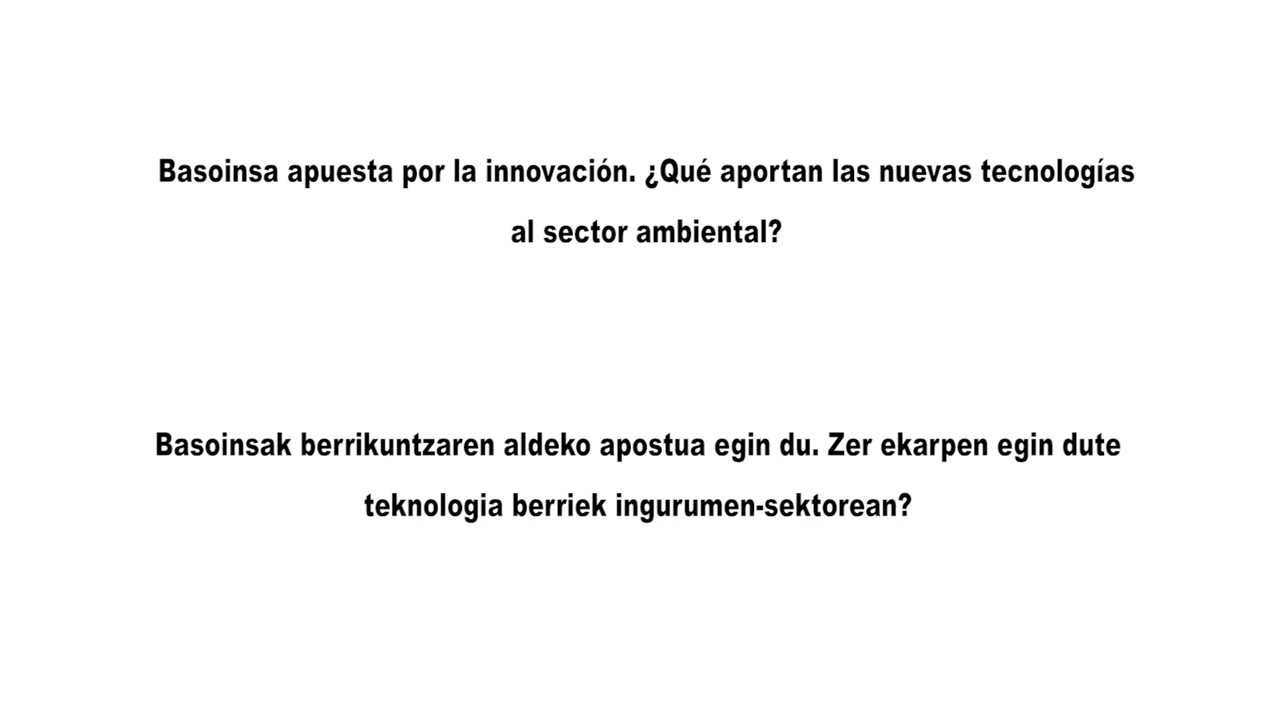 Basoinsa apuesta por la innovación. ¿Qué aportan las nuevas tecnologías
al sector ambiental?
Basoinsak berrikuntzaren aldeko apostua egin du. Zer ekarpen egin dute
teknologia berriek ingurumen-sektorean?